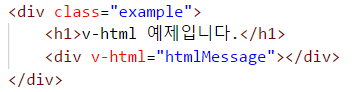 <div class="example">
    <h1>v-html 예제입니다.</h1>
    <div v-html="htmlMessage"></div>
</div>